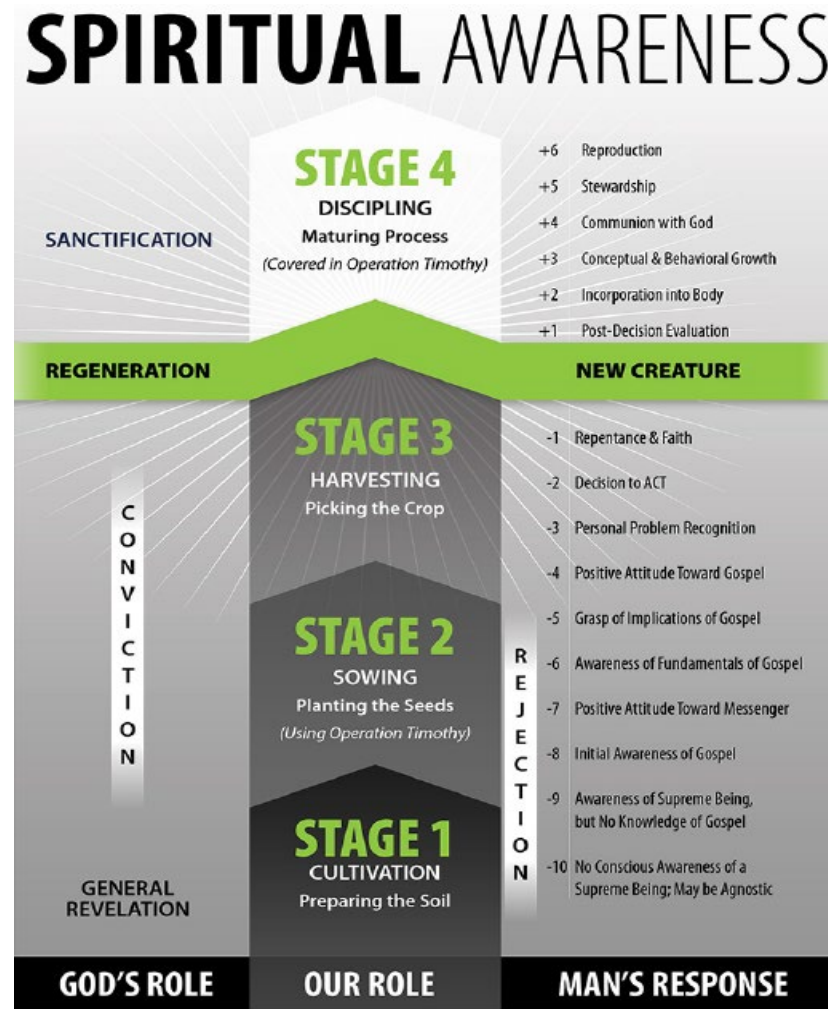 SPIRITUAL AWARENESS
STAGE 4
DISCIPLING
Maturing Process
(Covered in Operation Timothy)
SANCTIFICATION
+6 Reproduction
+5 Stewardship
+4 Communion with God
+3 Conceptual & Behavioral Growth
+2 Incorporation into Body
+1 Post-Decision Evaluation
REGENERATION
NEW CREATURE
STAGE 3
HARVESTING
Picking the Crop
CONVICTION
STAGE 2
SOWING
Planting the Seeds
(Using Operation Timothy)
STAGE 1
CULTIVATION
Preparing the Soil
GENERAL
REVELATION
REJECTION
-1 Repentance & Faith
-2 Decision to ACT
-3 Personal Problem Recognition
-4 Positive Attitude Toward Gospel
-5 Grasp of Implications of Gospel
-6 Awareness of Fundamentals of Gospel
-7 Positive Attitude Toward Messenger
-8 Initial Awareness of Gospel
-9 Awareness of Supreme Being,
but No Knowledge of Gospel
-10 No Conscious Awareness of a
Supreme Being; May be Agnostic
GOD'S ROLE
OUR ROLE
MAN'S RESPONSE